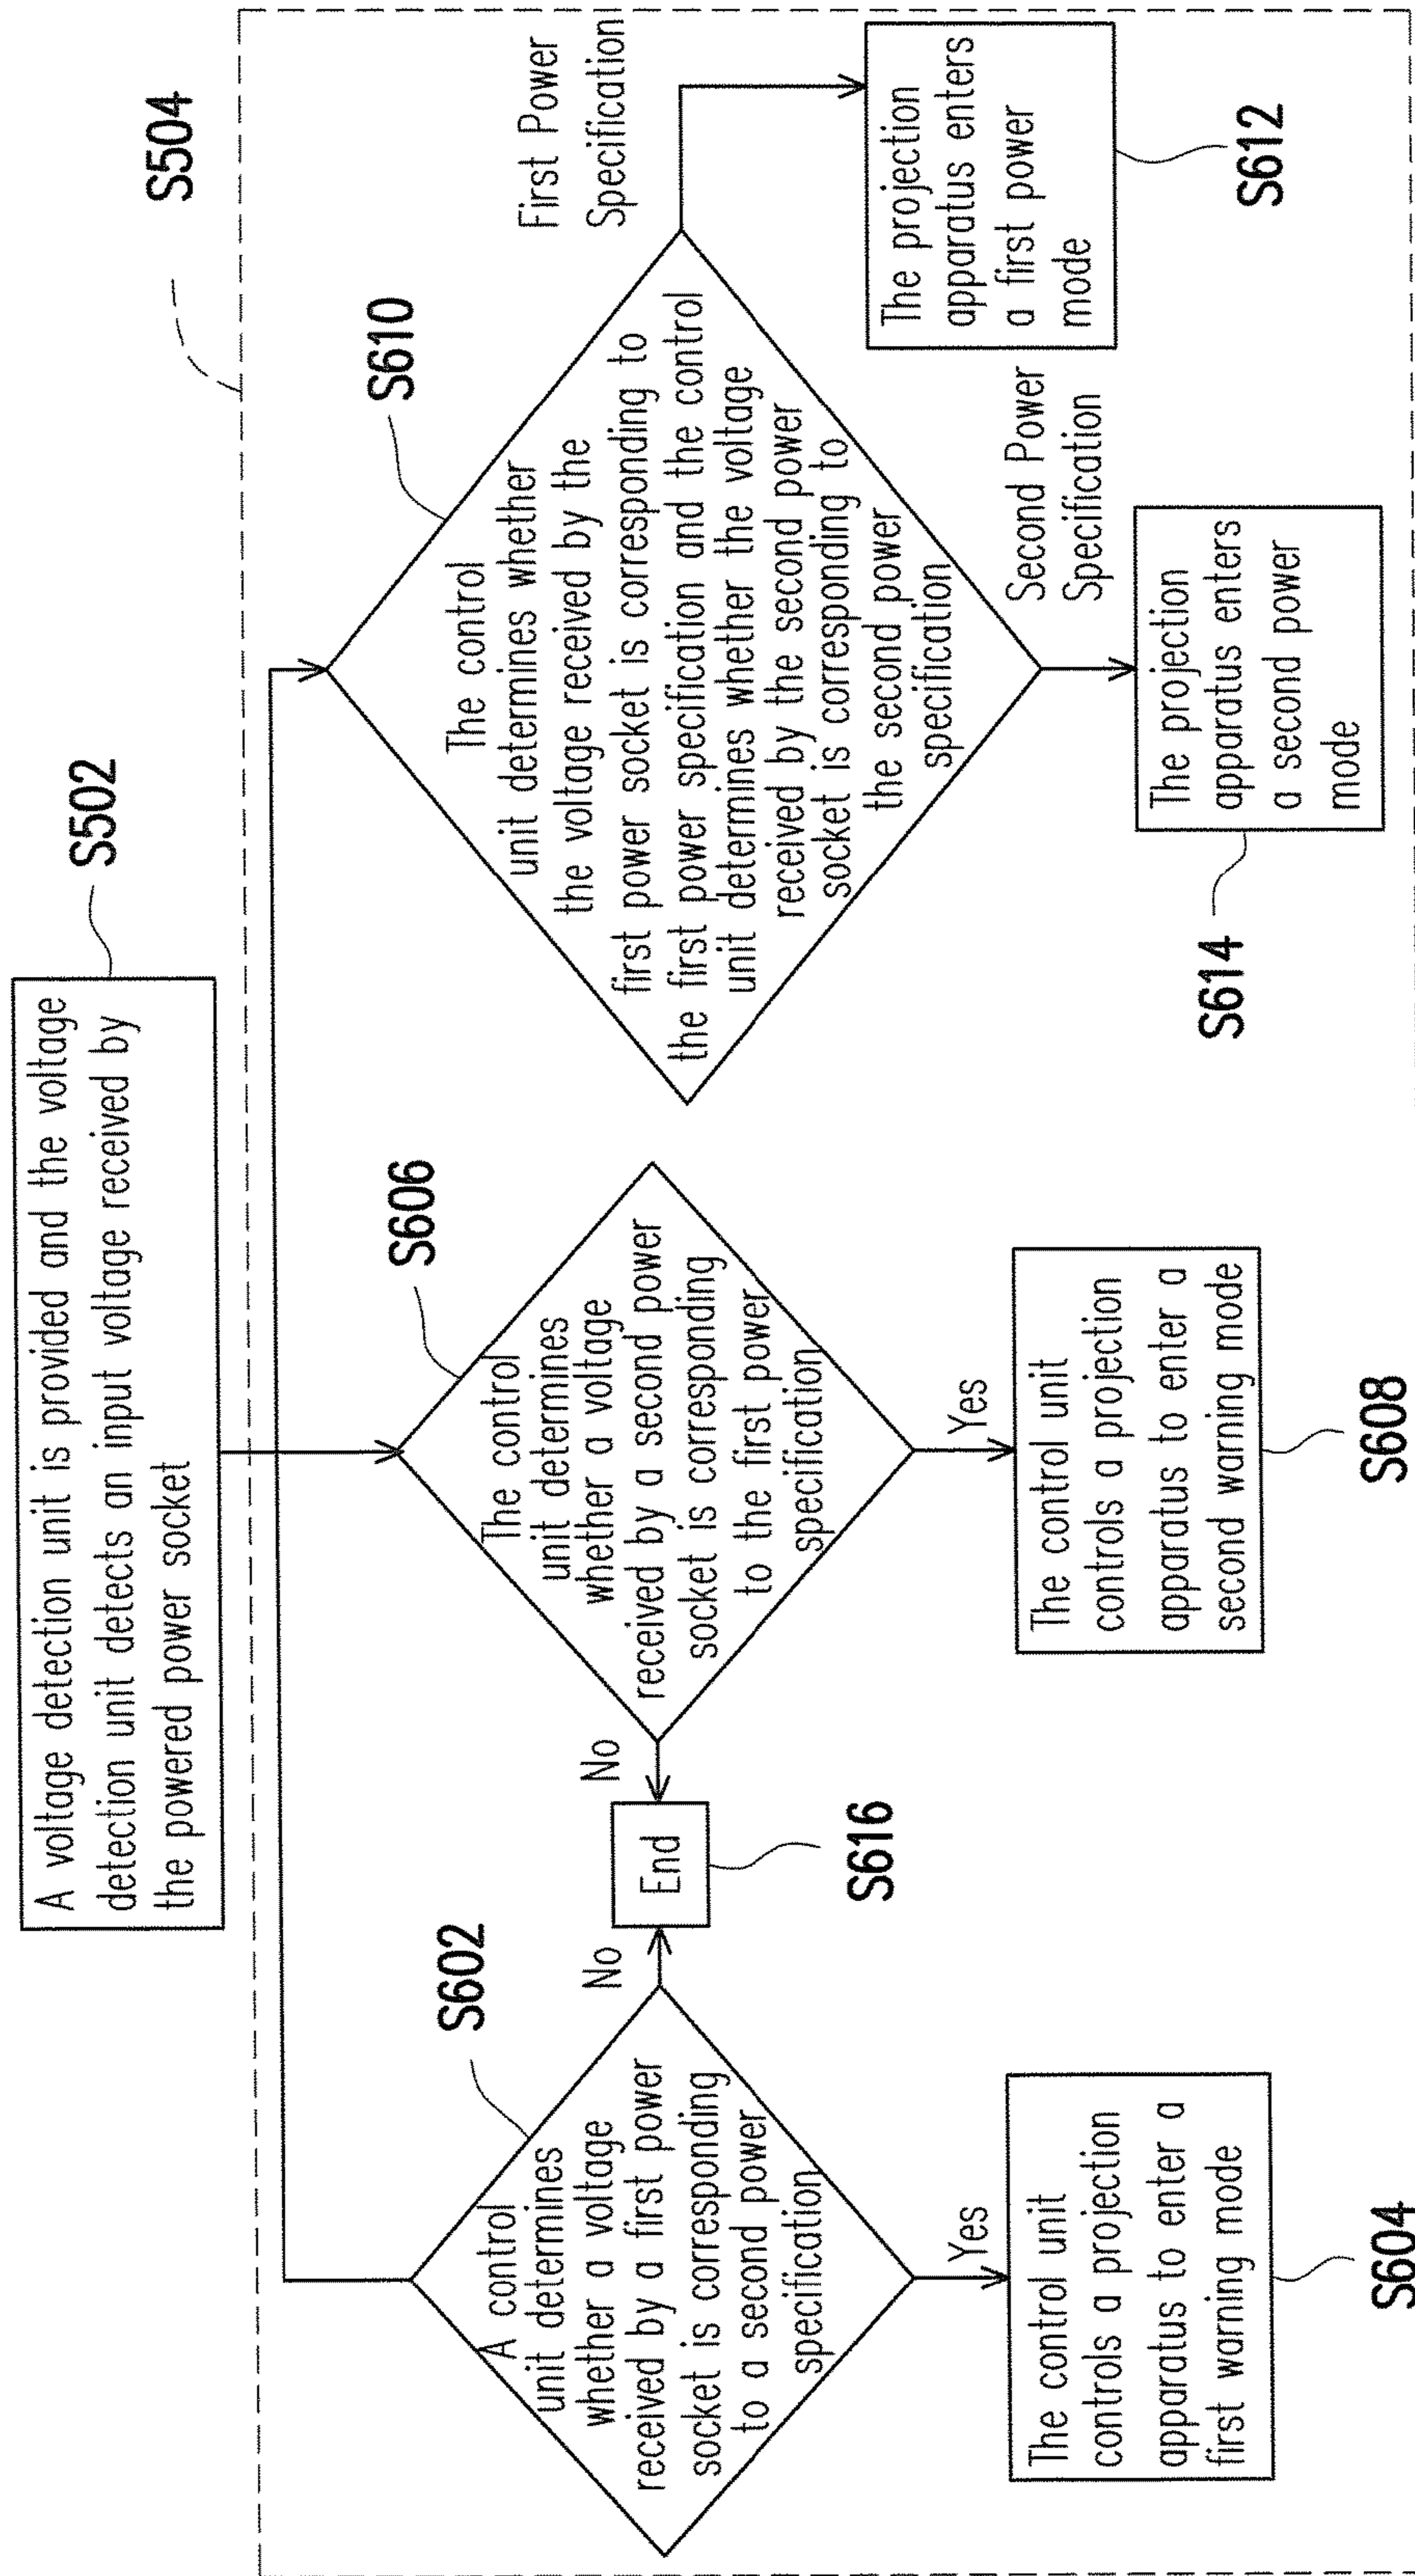 A voltage detection unit is provided and the voltage
detection unit detects an input voltage received by
the powered power socket
S502
S504
A control
unit determines
whether a voltage
received by a first power
socket is corresponding
to a second power
specification
S602
No
Yes
The control unit
controls a projection
apparatus to enter a
first warning mode
S604
End
S616
The control
unit determines
whether a voltage
received by a second power
socket is corresponding
to the first power
specification
S606
No
Yes
The control unit
controls a projection
apparatus to enter a
second warning mode
S608
The control
unit determines whether
the voltage received by the
first power socket is corresponding to
the first power specification and the control
unit determines whether the voltage
received by the second power
socket is corresponding to
the second power
specification
S610
First Power
Specification
The projection
apparatus enters
a first power
mode
S612
Second Power
Specification
The projection
apparatus enters
a second power
mode
S614